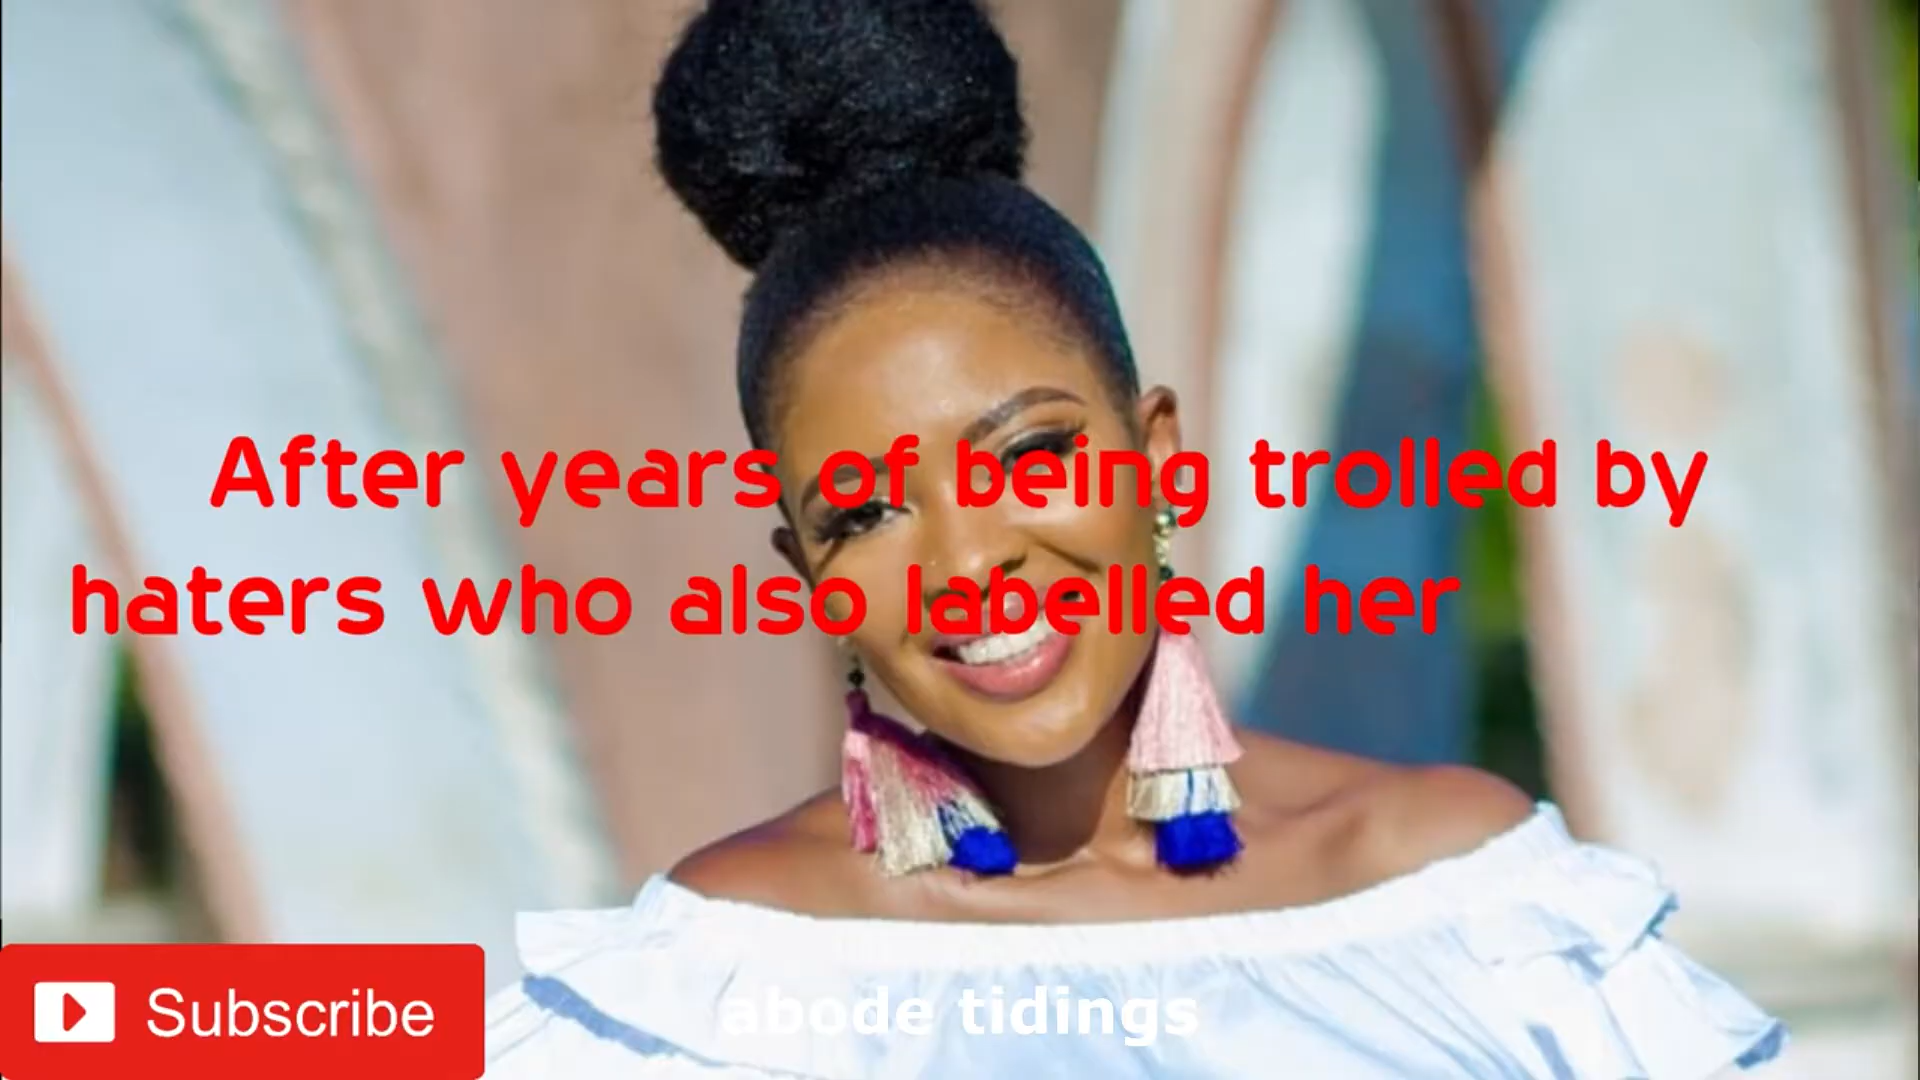 After years of being trolled by
haters who also labelled her
Subscribe
abode tidings